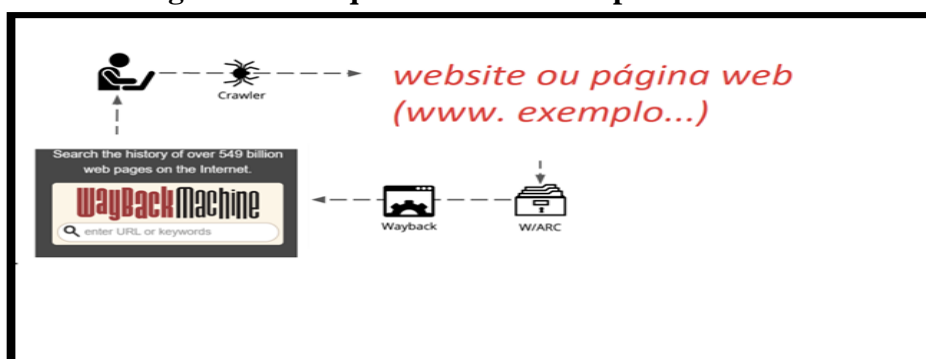 Crawler
website ou página web
(www. exemplo...)
Search the history of over 549 billion
web pages on the Internet.
WayBackMachine
enter URL or keywords
Wayback
W/ARC